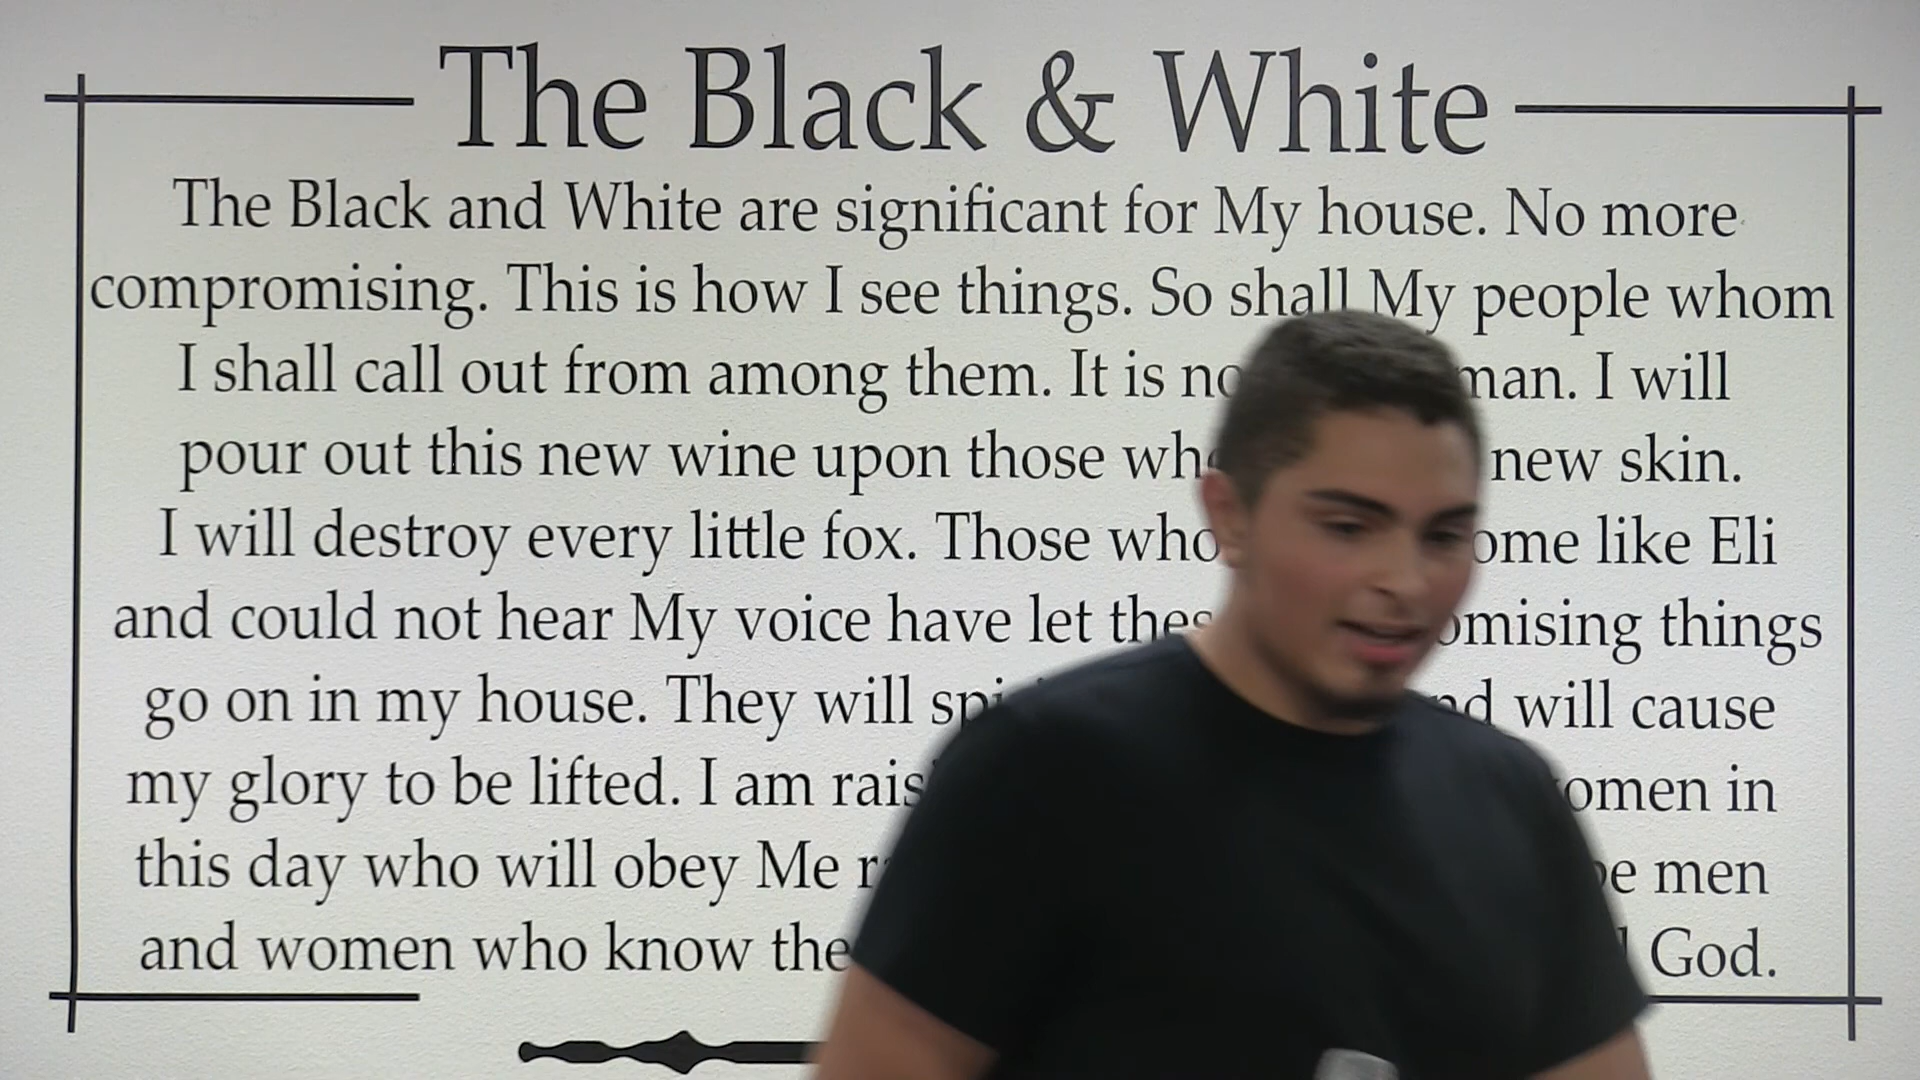 The Black & White
The Black and White are significant for My house. No more
compromising. This is how I see things. So shall My people whom
I shall call out from among them. It is man. I will
pour out this new wine upon those new skin.
I will destroy every little fox. Those like Eli
and could not hear My voice have let things
go on in my house. They will will cause
my glory to be lifted. I am in
this day who will obey Me men
and women who know God.